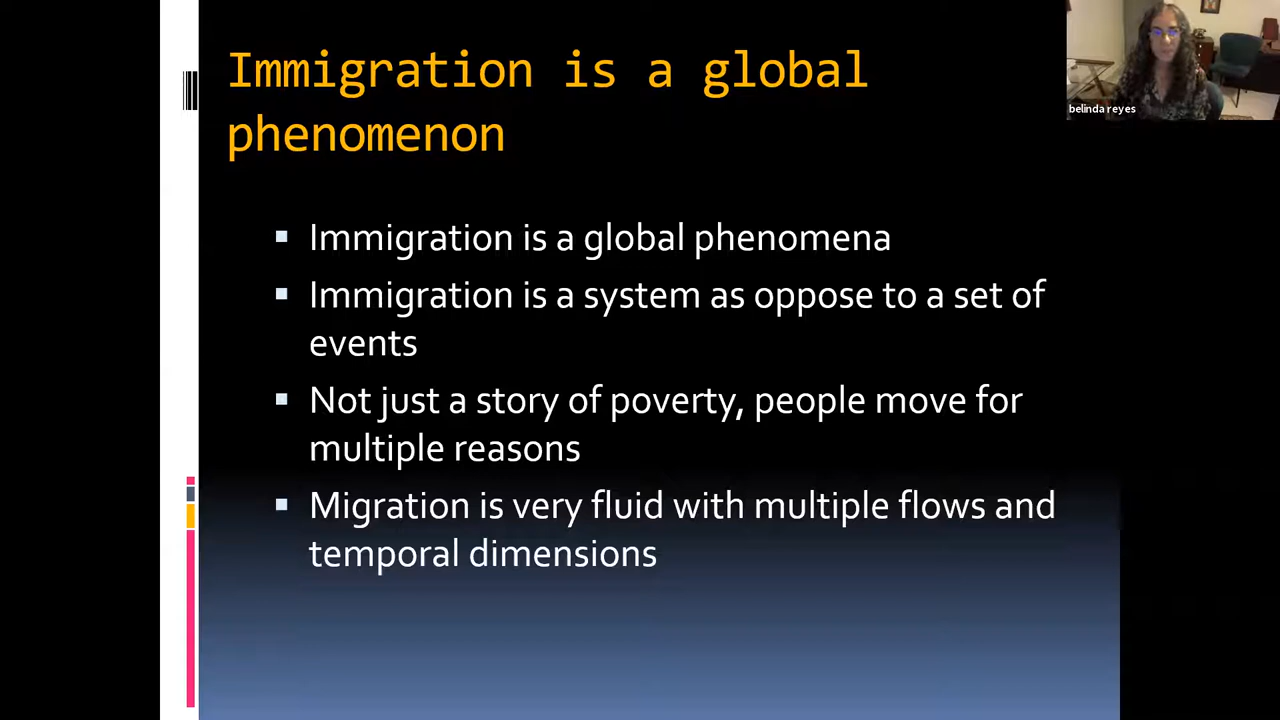 Immigration is a global
phenomenon
belinda reyes
▪ Immigration is a global phenomena
▪ Immigration is a system as oppose to a set of
events
▪ Not just a story of poverty, people move for
multiple reasons
▪ Migration is very fluid with multiple flows and
temporal dimensions